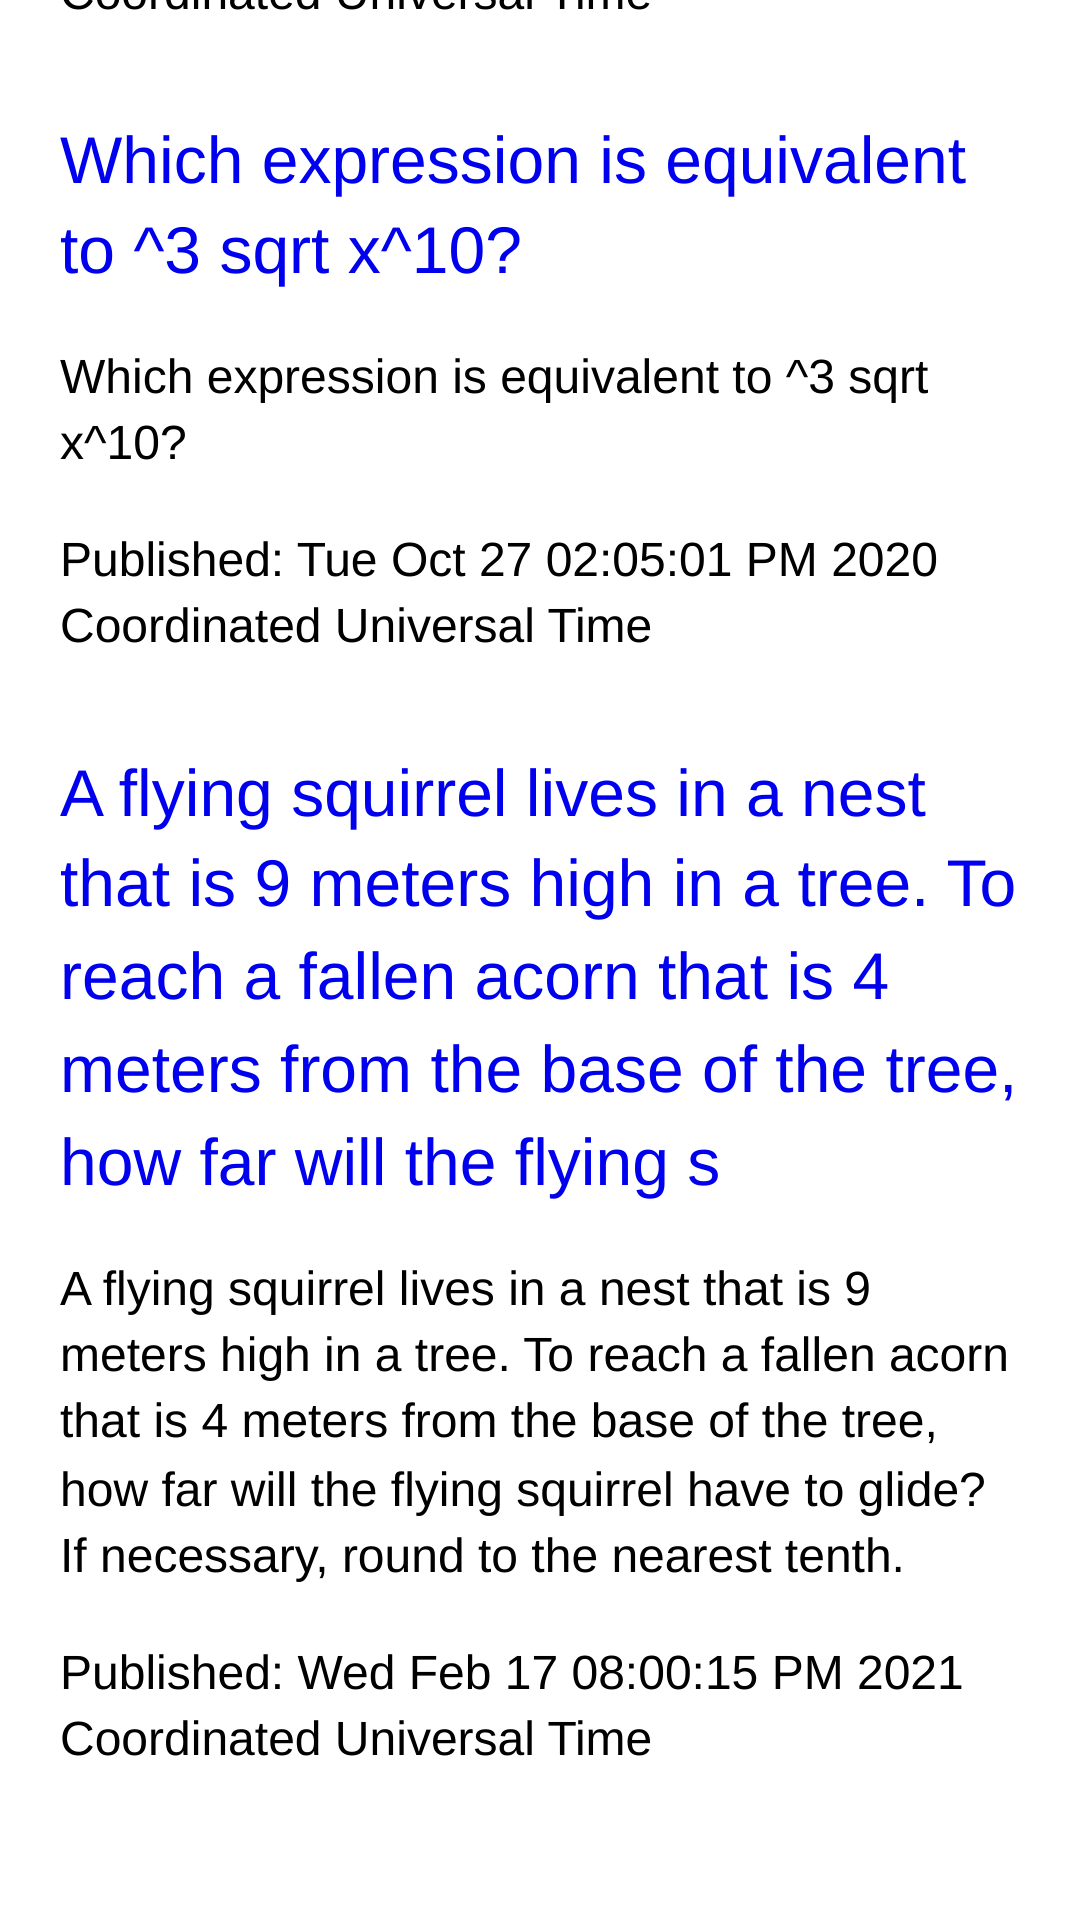 Coordinated Universal Time
Which expression is equivalent
to ^3 sqrt x^10?
Which expression is equivalent to ^3 sqrt
x^10?
Published: Tue Oct 27 02:05:01 PM 2020
Coordinated Universal Time
A flying squirrel lives in a nest
that is 9 meters high in a tree. To
reach a fallen acorn that is 4
meters from the base of the tree,
how far will the flying s
A flying squirrel lives in a nest that is 9
meters high in a tree. To reach a fallen acorn
that is 4 meters from the base of the tree,
how far will the flying squirrel have to glide?
If necessary, round to the nearest tenth.
Published: Wed Feb 17 08:00:15 PM 2021
Coordinated Universal Time